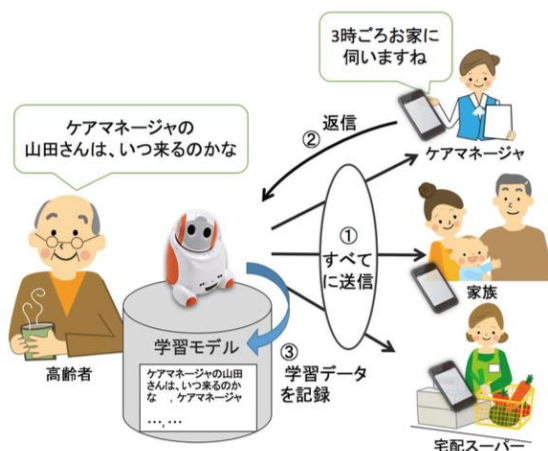 3時ごろお家に
伺いますね
ケアマネージャの
山田さんは、いつ来るのかな
② 返信
ケアマネージャ
①
すべて
に送信
家族
高齢者
学習モデル
ケアマネージャの山田
さんは、いつ来るのか
な ，ケアマネージャ
…,…
③
学習データ
を記録
宅配スーパー